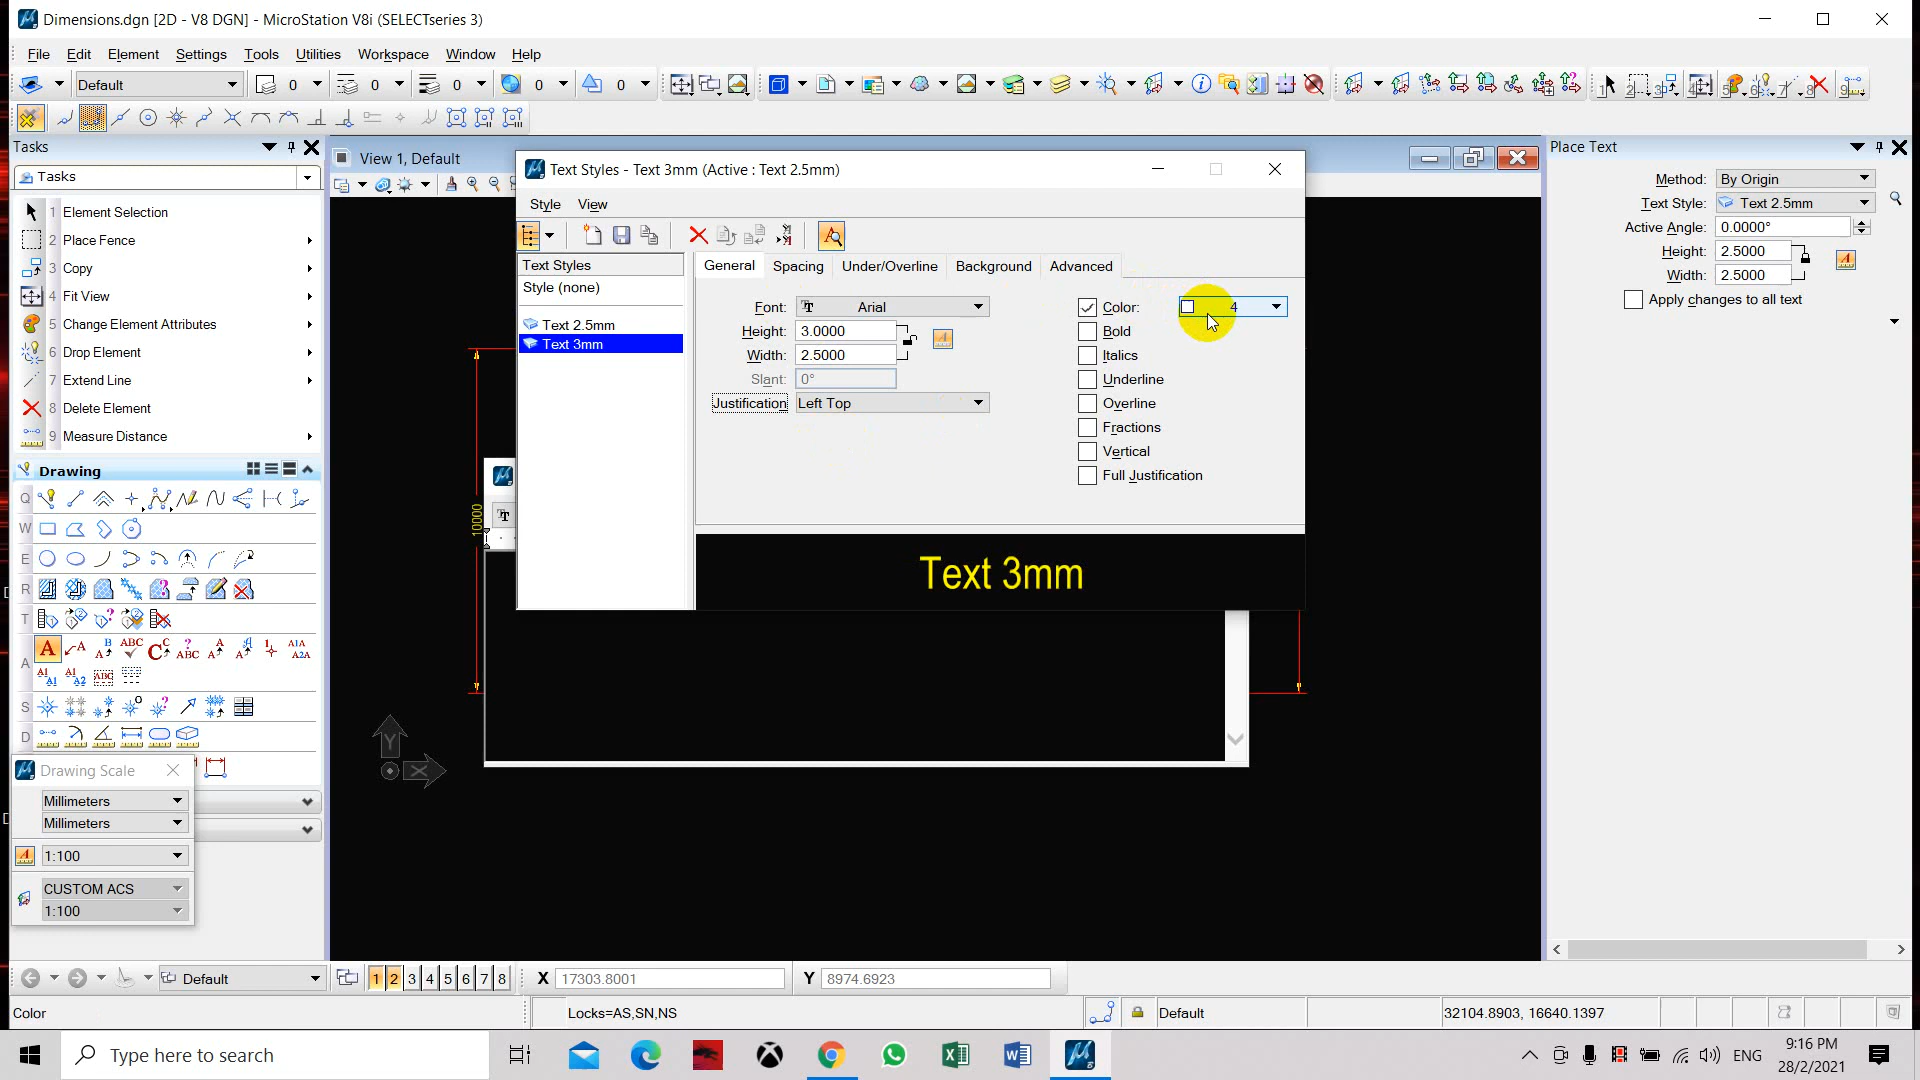 Dimensions.dgn [2D - V8 DGN] - MicroStation V8i (SELECTseries 3)
File Edit Element Settings Tools Utilities Workspace Window Help
Default 0 0 0 0 0
Tasks
View 1, Default
Tasks
1 Element Selection
2 Place Fence
3 Copy
4 Fit View
5 Change Element Attributes
6 Drop Element
7 Extend Line
8 Delete Element
9 Measure Distance
Drawing
Q
W
E
R
T
A
S
D
Drawing Scale
Millimeters
Millimeters
1:100
CUSTOM ACS
1:100
10000
Y
X
Text Styles - Text 3mm (Active : Text 2.5mm)
Style View
Text Styles
Style (none)
Text 2.5mm
Text 3mm
General Spacing Under/Overline Background Advanced
Font: Arial
Height: 3.0000
Width: 2.5000
Slant: 0°
Justification Left Top
Color: 4
Bold
Italics
Underline
Overline
Fractions
Vertical
Full Justification
Text 3mm
Place Text
Method: By Origin
Text Style: Text 2.5mm
Active Angle: 0.0000°
Height: 2.5000
Width: 2.5000
Apply changes to all text
Default 1 2 3 4 5 6 7 8 X 17303.8001 Y 8974.6923
Color Locks=AS,SN,NS Default 32104.8903, 16640.1397
Type here to search
ENG
9:16 PM
28/2/2021